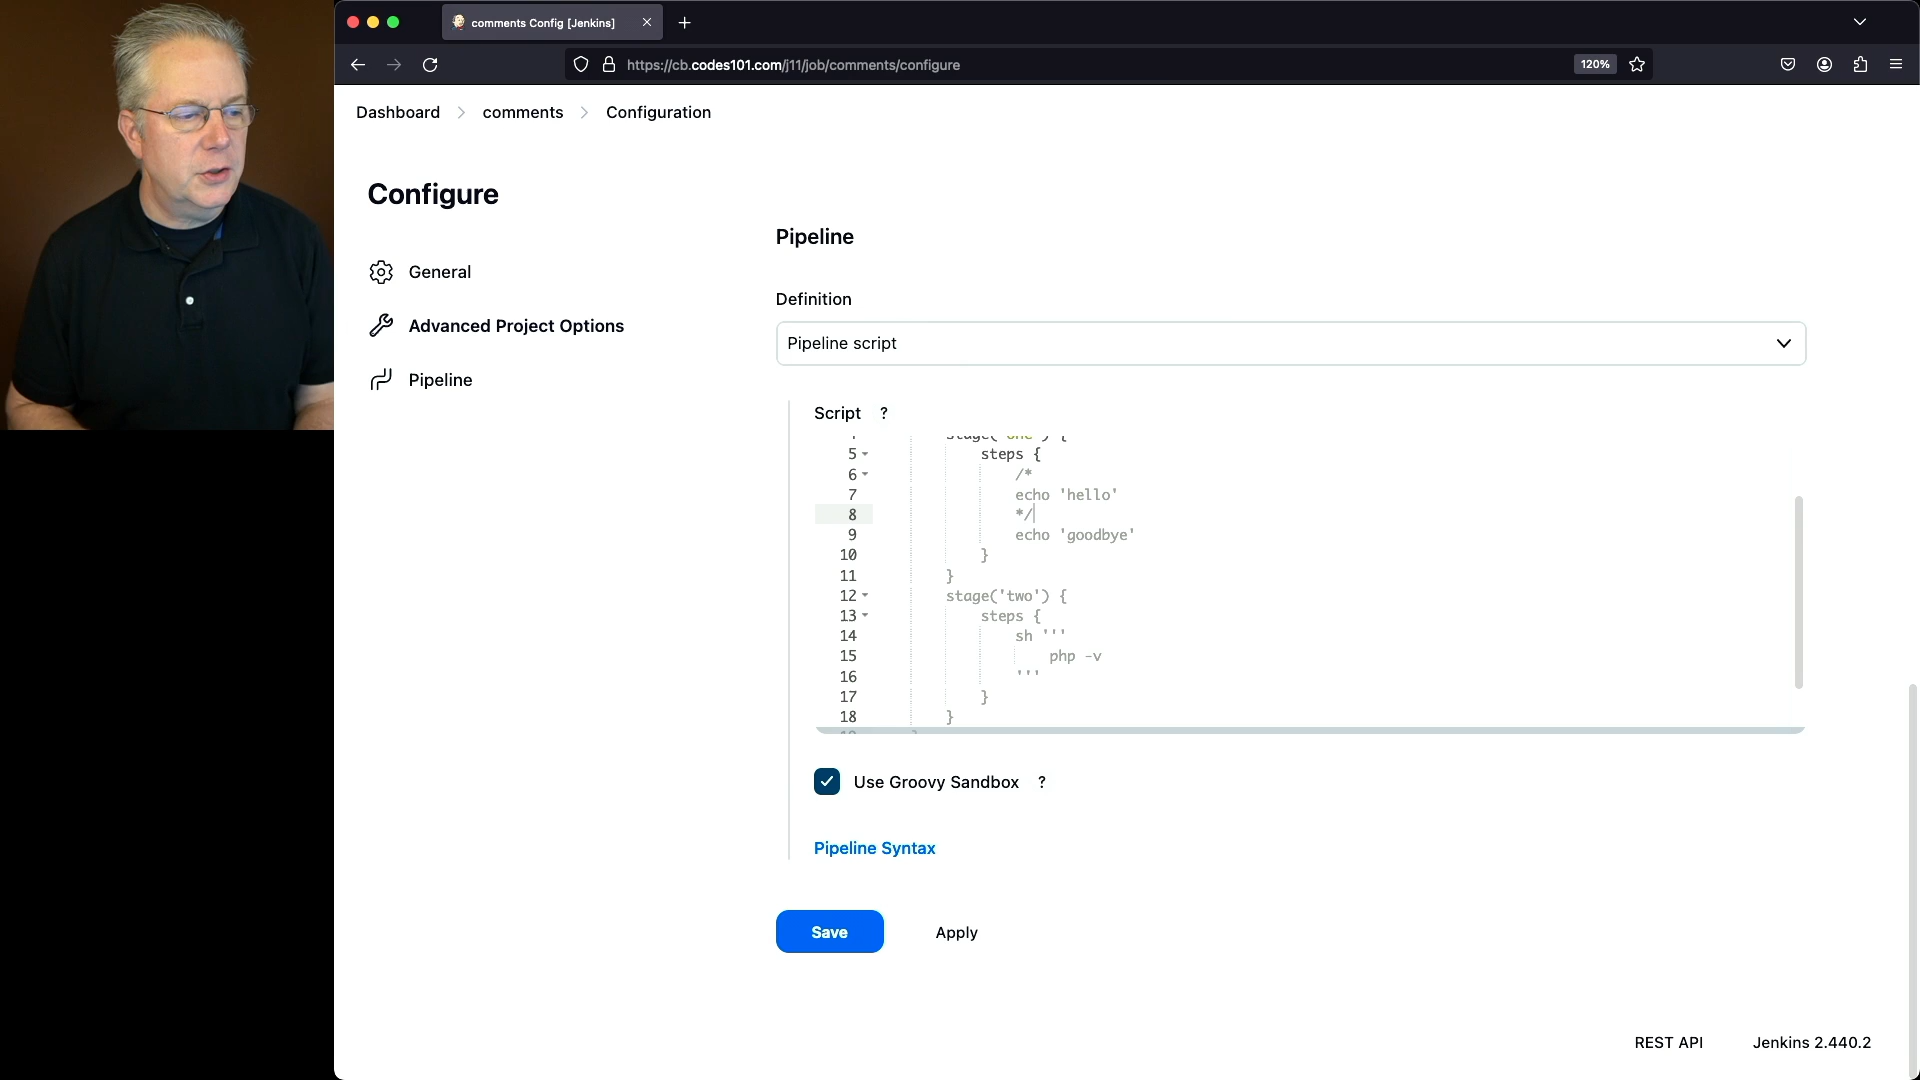 comments Config [Jenkins]
https://cb.codes101.com/j11/job/comments/configure
120%
Dashboard
comments
Configuration
Configure
General
Advanced Project Options
Pipeline
Pipeline
Definition
Pipeline script
Script ?
stage('one') {
5 steps {
6 /*
7 echo 'hello'
8 */
9 echo 'goodbye'
10 }
11 }
12 stage('two') {
13 steps {
14 sh '''
15 php -v
16 '''
17 }
18 }
Use Groovy Sandbox ?
Pipeline Syntax
Save
Apply
REST API
Jenkins 2.440.2